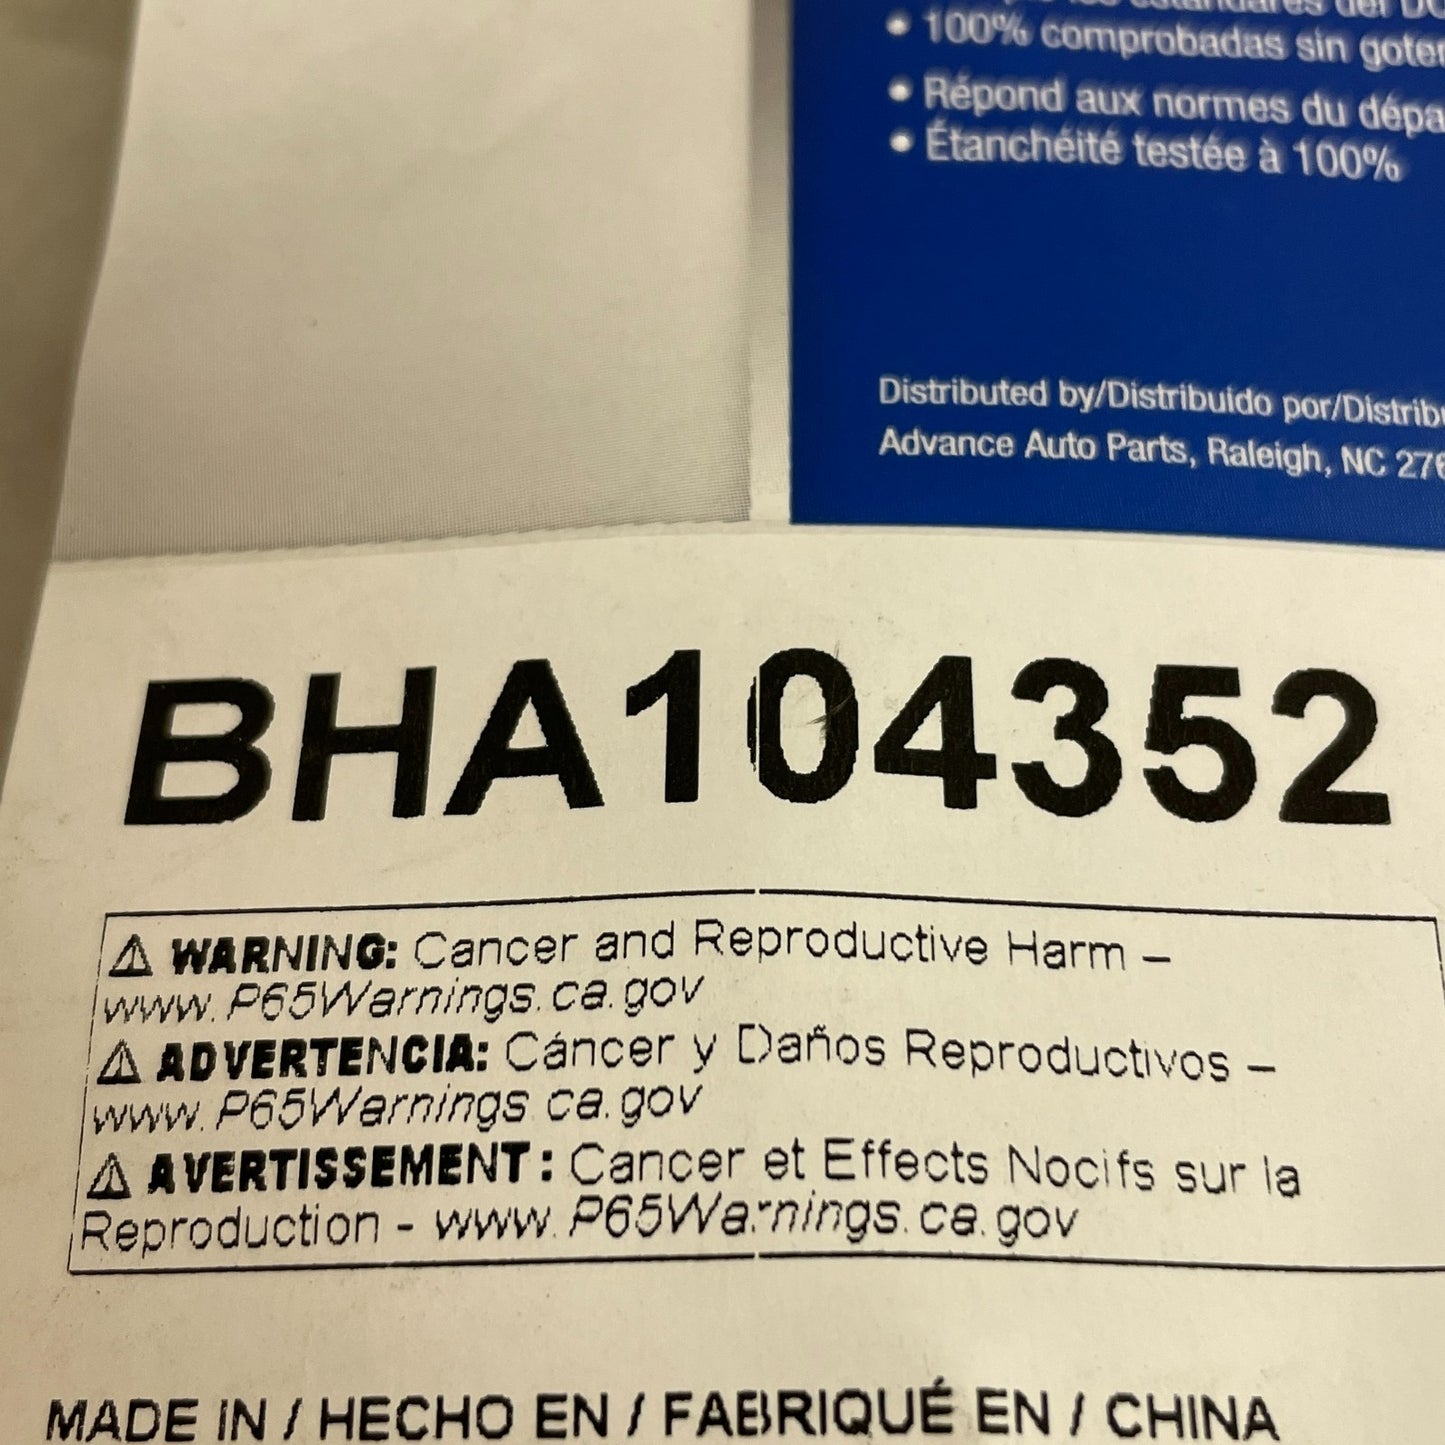 estándares del
• 100% comprobadas sin
• Répond aux normes du
• Étanchéité testée à 100%
Distributed by/Distribuido por/
Advance Auto Parts, Raleigh, NC
BHA104352
⚠ WARNING: Cancer and Reproductive Harm –
www.P65Warnings.ca.gov
⚠ ADVERTENCIA: Cáncer y Daños Reproductivos –
www.P65Warnings.ca.gov
⚠ AVERTISSEMENT : Cancer et Effects Nocifs sur la
Reproduction - www.P65Warnings.ca.gov
MADE IN / HECHO EN / FABRIQUÉ EN / CHINA